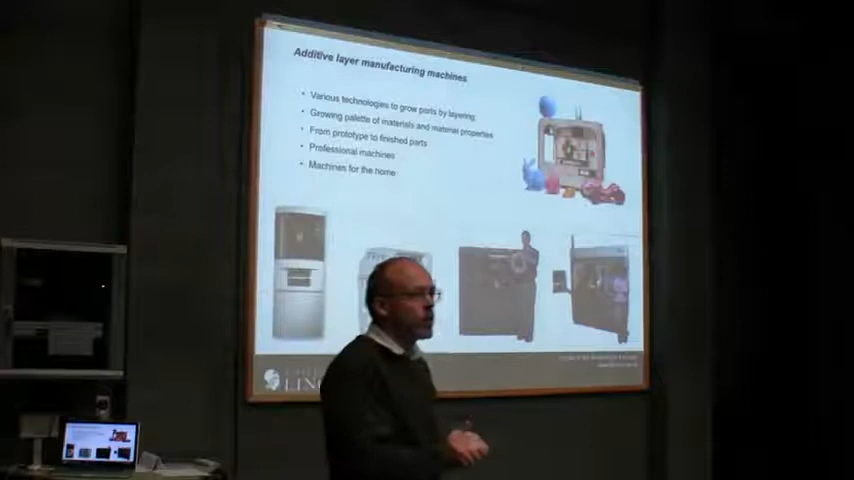 Additive layer manufacturing machines
• Various technologies to grow parts by layering
• Growing palette of materials and material properties
• From prototype to finished parts
• Professional machines
• Machines for the home